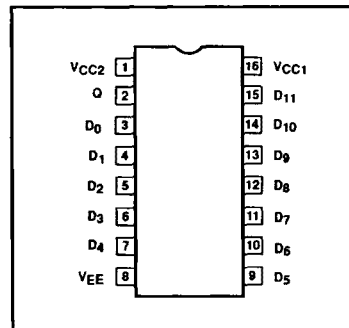 VCC2 1 16 VCC1
Q 2 15 D11
D0 3 14 D10
D1 4 13 D9
D2 5 12 D8
D3 6 11 D7
D4 7 10 D6
VEE 8 9 D5